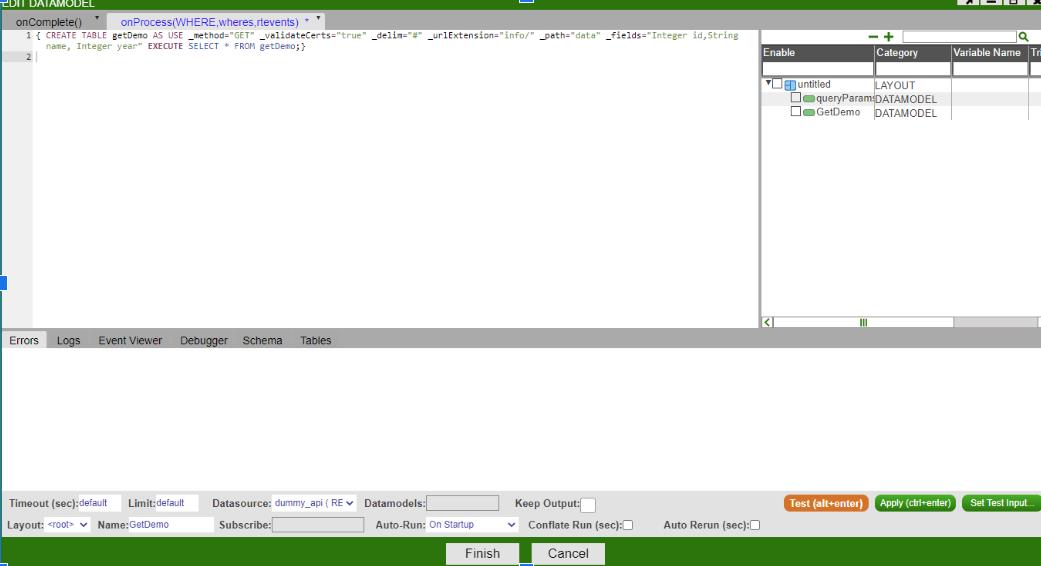 EDIT DATAMODEL
onComplete()
onProcess(WHERE,wheres,rtevents) *
1 { CREATE TABLE getDemo AS USE _method="GET" _validateCerts="true" _delim="#" _urlExtension="info/" _path="data" _fields="Integer id,String
name, Integer year" EXECUTE SELECT * FROM getDemo;}
2
Enable Category Variable Name
untitled LAYOUT
queryParams DATAMODEL
GetDemo DATAMODEL
Errors Logs Event Viewer Debugger Schema Tables
Timeout (sec): default Limit: default Datasource: dummy_api ( RE Datamodels: Keep Output: Test (alt+enter) Apply (ctrl+enter) Set Test Input...
Layout: <root> Name: GetDemo Subscribe: Auto-Run: On Startup Conflate Run (sec): Auto Rerun (sec):
Finish Cancel